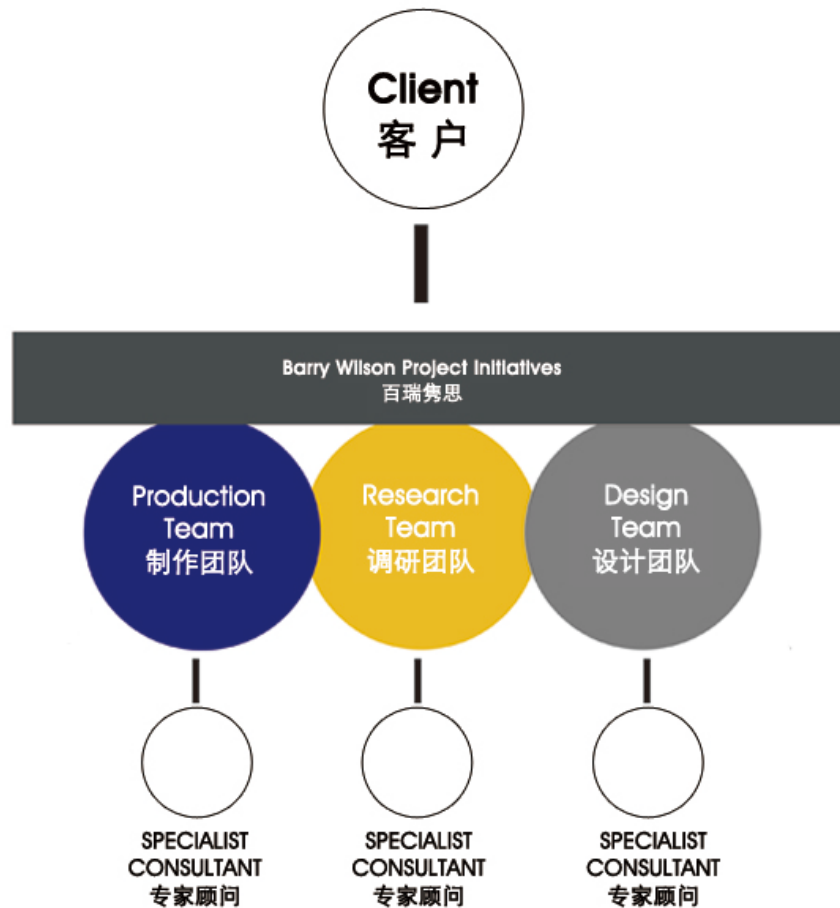 Client
客 户
Barry Wilson Project Initiatives
百瑞隽思
Production
Team
制作团队
Research
Team
调研团队
Design
Team
设计团队
SPECIALIST
CONSULTANT
专家顾问
SPECIALIST
CONSULTANT
专家顾问
SPECIALIST
CONSULTANT
专家顾问